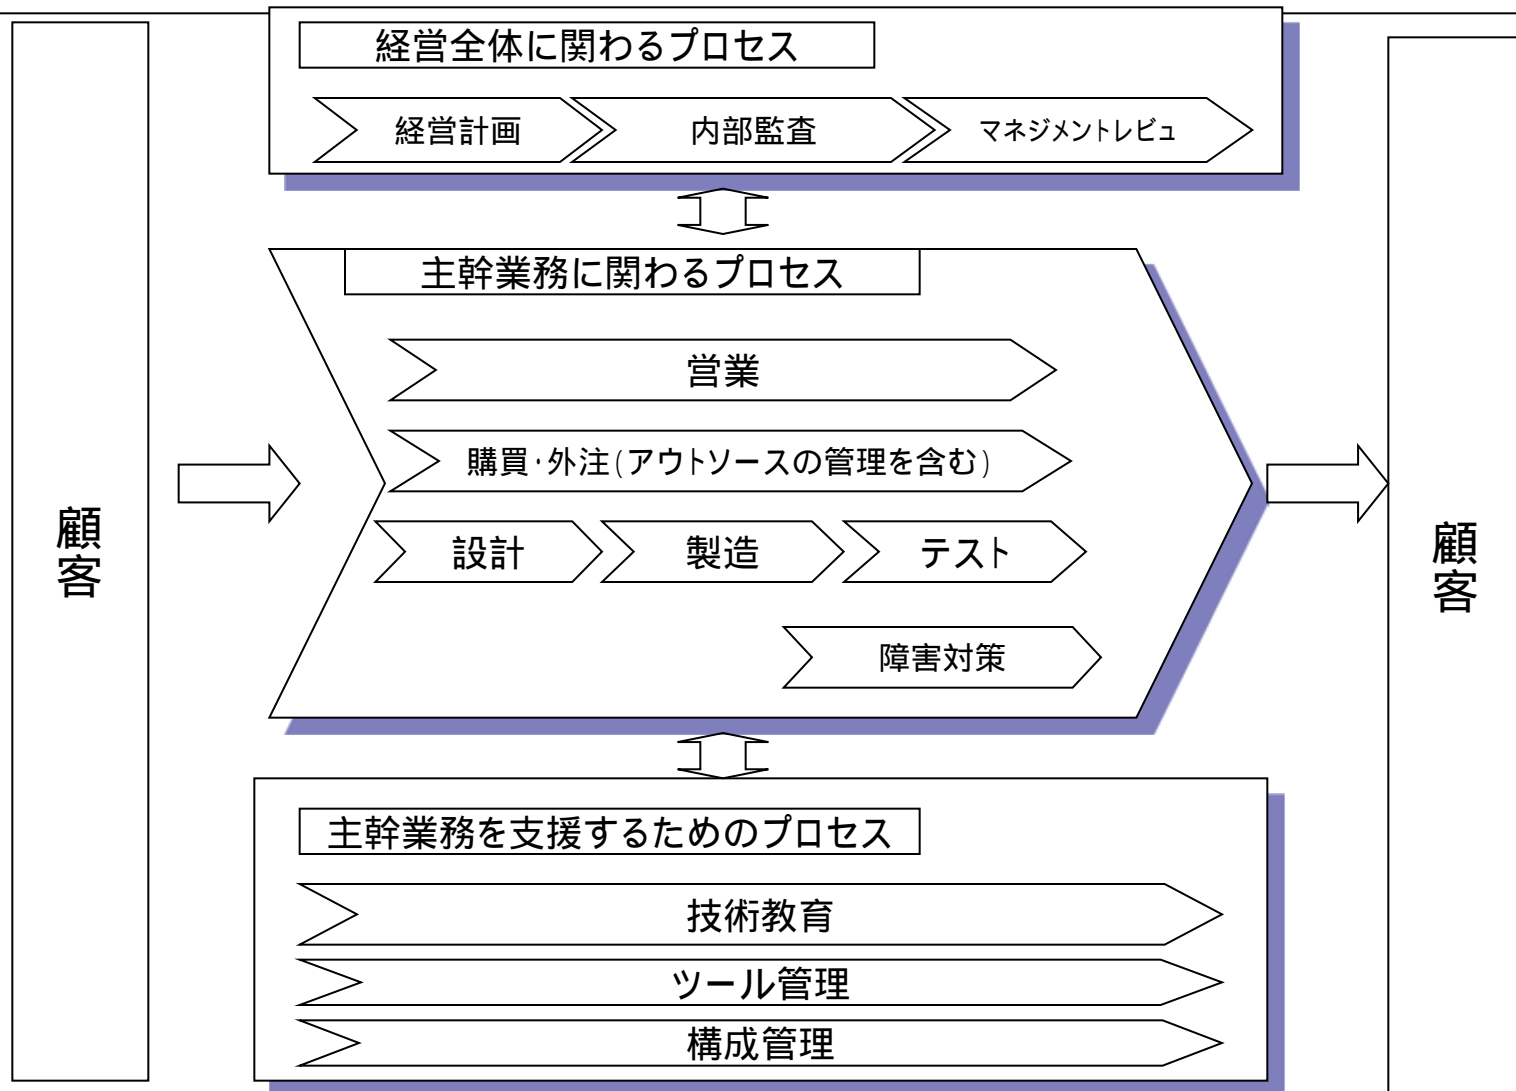 経営全体に関わるプロセス
経営計画
内部監査
マネジメントレビュ
主幹業務に関わるプロセス
営業
購買・外注(アウトソースの管理を含む)
設計
製造
テスト
障害対策
顧客
顧客
主幹業務を支援するためのプロセス
技術教育
ツール管理
構成管理